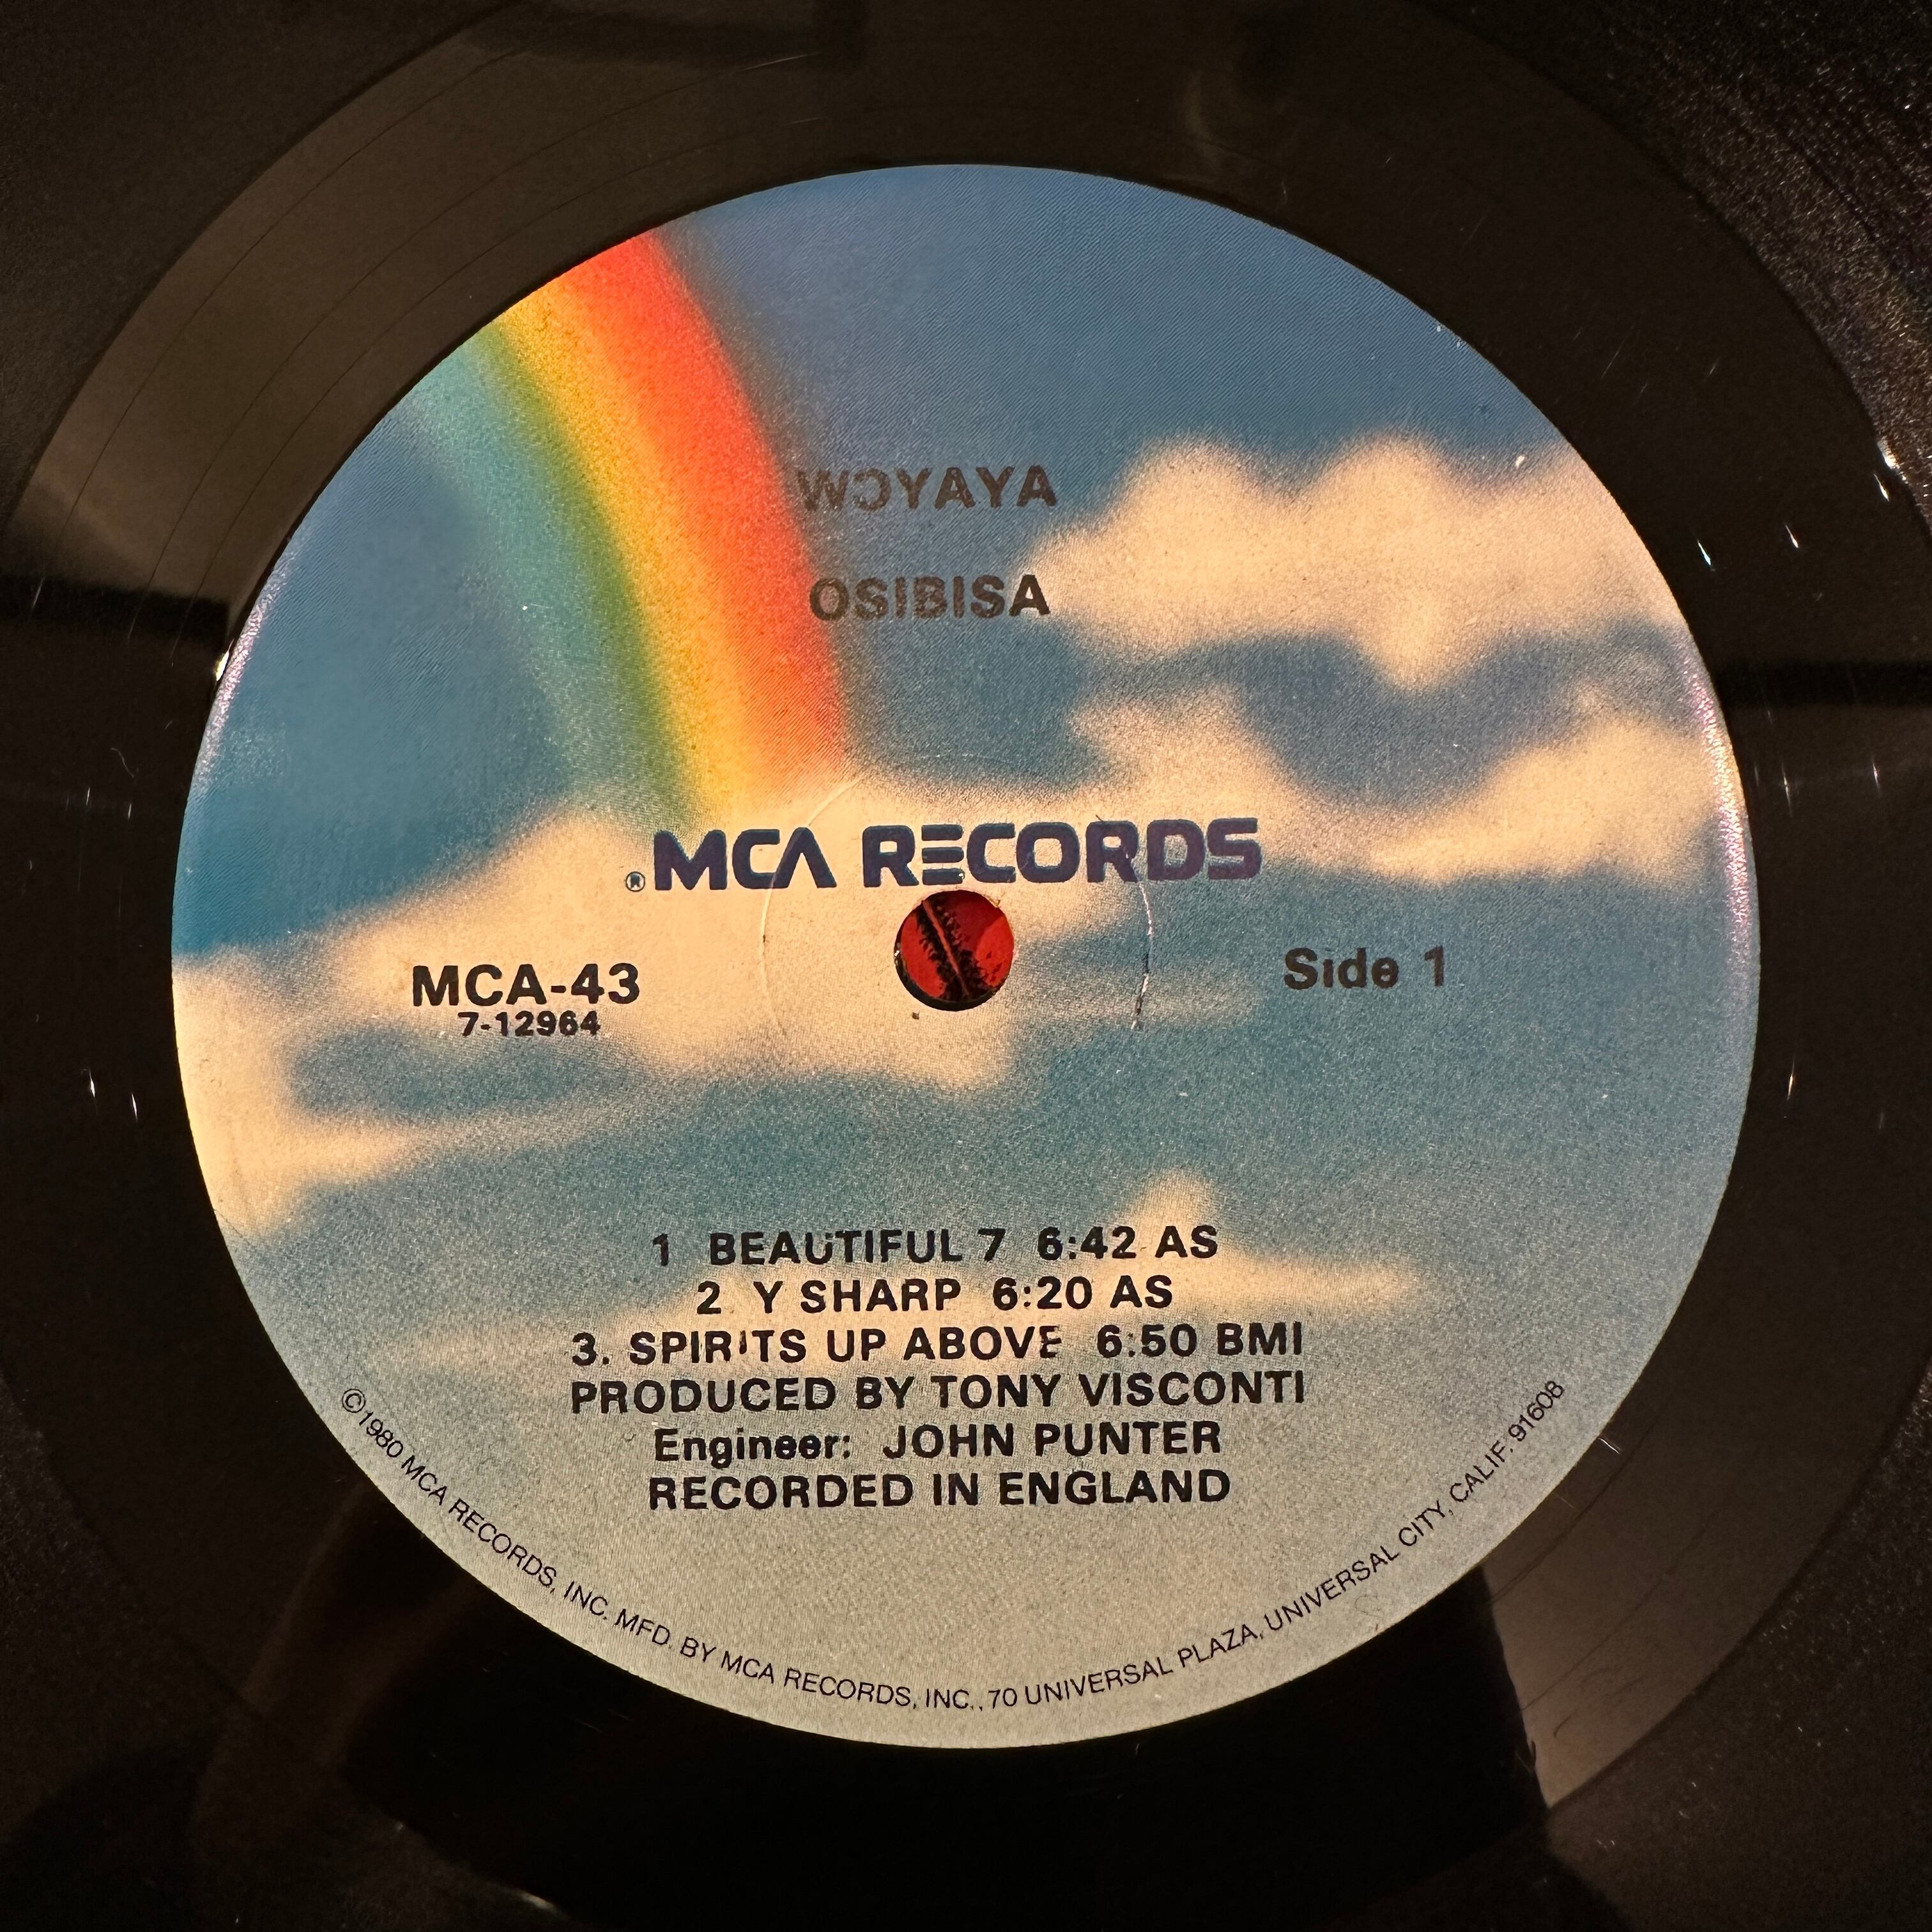 WOYAYA
OSIBISA
® MCA RECORDS
MCA-43
7-12964
Side 1
1 BEAUTIFUL 7 6:42 AS
2 Y SHARP 6:20 AS
3. SPIRITS UP ABOVE 6:50 BMI
PRODUCED BY TONY VISCONTI
Engineer: JOHN PUNTER
RECORDED IN ENGLAND
©1980 MCA RECORDS, INC. MFD. BY MCA RECORDS, INC., 70 UNIVERSAL PLAZA, UNIVERSAL CITY, CALIF. 91608